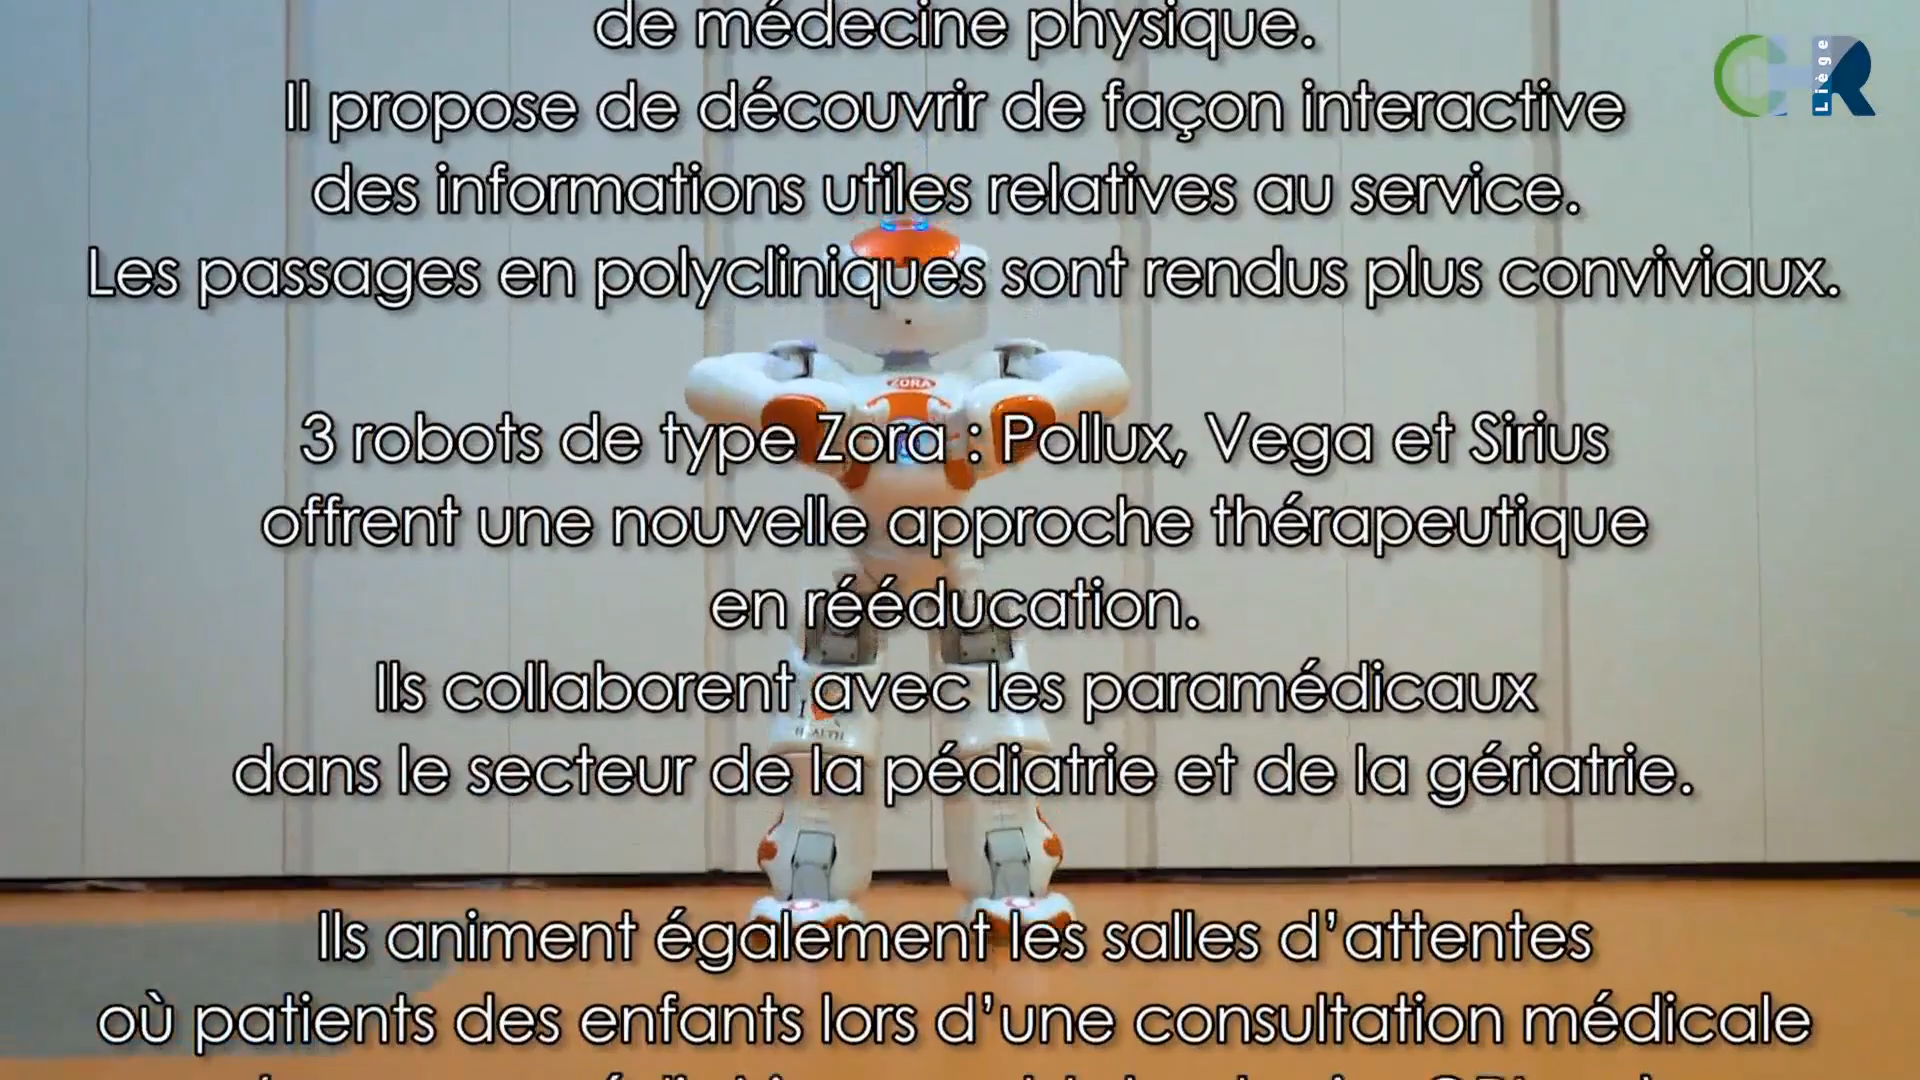 de médecine physique.
Il propose de découvrir de façon interactive
des informations utiles relatives au service.
Les passages en polycliniques sont rendus plus conviviaux.
3 robots de type Zora : Pollux, Vega et Sirius
offrent une nouvelle approche thérapeutique
en rééducation.
Ils collaborent avec les paramédicaux
dans le secteur de la pédiatrie et de la gériatrie.
Ils animent également les salles d'attentes
où patients des enfants lors d'une consultation médicale
CHR
Liège
ZORA